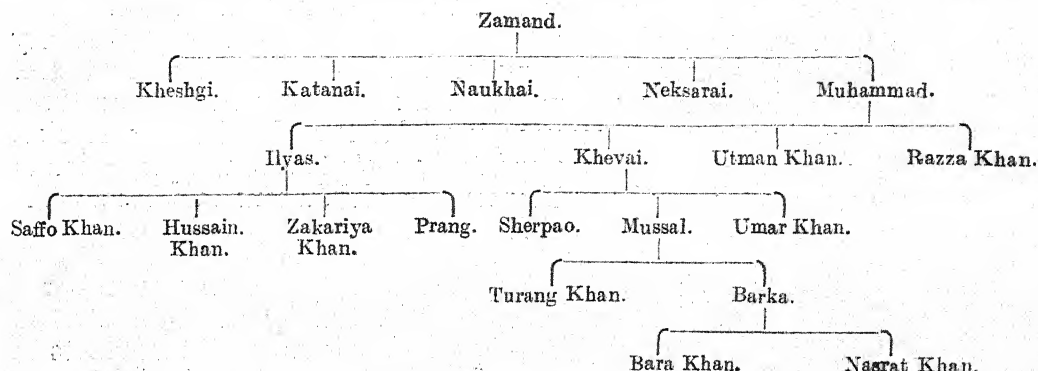 Zamand.
Kheshgi. Katanai. Naukhai. Neksarai. Muhammad.
Ilyas. Khevai. Utman Khan. Razza Khan.
Saffo Khan. Hussain. Zakariya Prang. Sherpao. Mussal. Umar Khan.
Khan. Khan.
Turang Khan. Barka.
Bara Khan. Nasrat Khan.